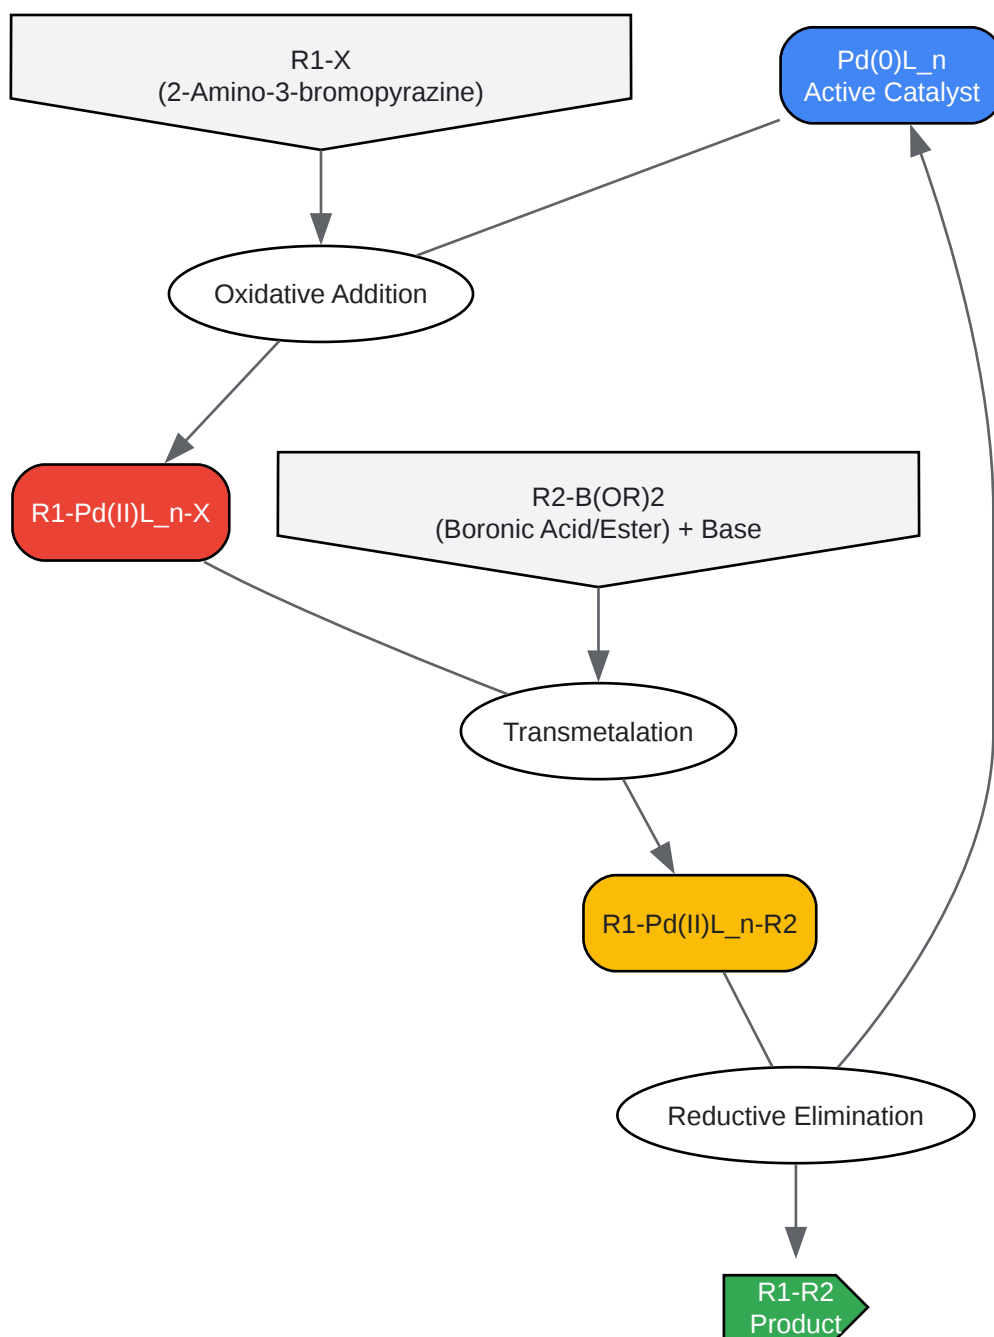 R1-X
(2-Amino-3-bromopyrazine)
Pd(0)L_n
Active Catalyst
Oxidative Addition
R1-Pd(II)L_n-X
R2-B(OR)2
(Boronic Acid/Ester) + Base
Transmetalation
R1-Pd(II)L_n-R2
Reductive Elimination
R1-R2
Product